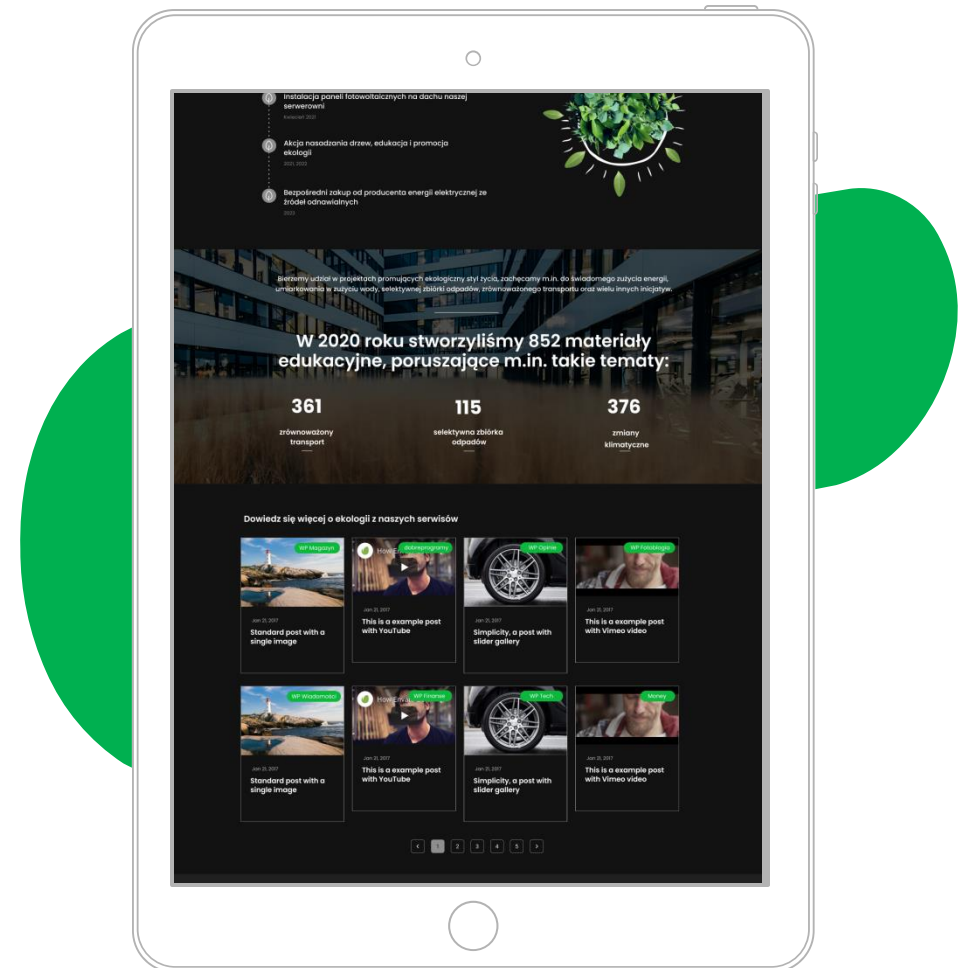 Instalacja paneli fotowoltaicznych na dachu naszej
serwerowni
Kwiecień 2021
Akcja nasadzania drzew, edukacja i promocja
ekologii
2021, 2022
Bezpośredni zakup od producenta energii elektrycznej ze
źródeł odnawialnych
2022
Bierzemy udział w projektach promujących ekologiczny styl życia, zachęcamy m.in. do świadomego zużycia energii,
umiarkowania w zużyciu wody, selektywnej zbiórki odpadów, zrównoważonego transportu oraz wielu innych inicjatyw.
W 2020 roku stworzyliśmy 852 materiały
edukacyjne, poruszające m.in. takie tematy:
361
zrównoważony
transport
115
selektywna zbiórka
odpadów
376
zmiany
klimatyczne
Dowiedz się więcej o ekologii z naszych serwisów
WP Magazyn
Jan 21, 2017
Standard post with a
single image
How
dobreprogramy
Jan 21, 2017
This is a example post
with YouTube
WP Opinie
Jan 21, 2017
Simplicity, a post with
slider gallery
WP Fotoblogia
Jan 21, 2017
This is a example post
with Vimeo video
WP Wiadomości
Jan 21, 2017
Standard post with a
single image
How
WP Finanse
Jan 21, 2017
This is a example post
with YouTube
WP Tech
Jan 21, 2017
Simplicity, a post with
slider gallery
Money
Jan 21, 2017
This is a example post
with Vimeo video
< 1 2 3 4 5 >